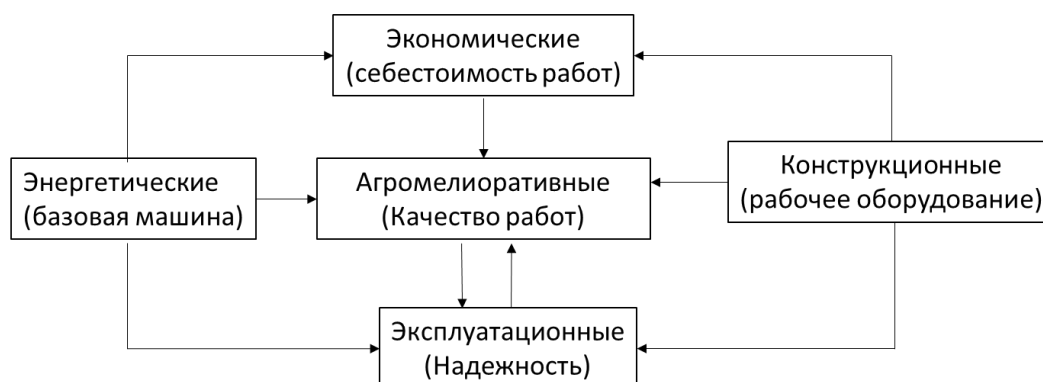 Экономические
(себестоимость работ)
Энергетические
(базовая машина)
Агромелиоративные
(Качество работ)
Конструкционные
(рабочее оборудование)
Эксплуатационные
(Надежность)